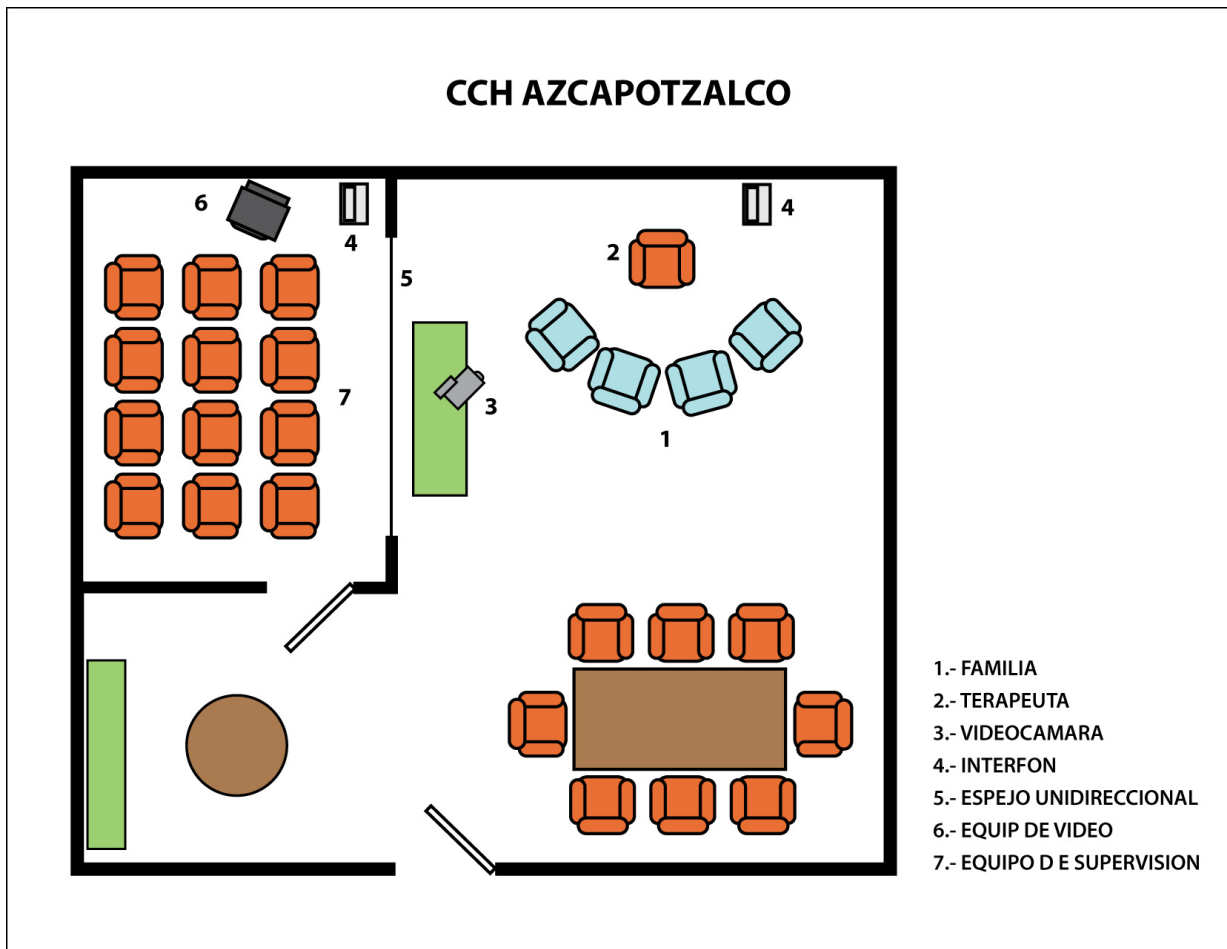 CCH AZCAPOTZALCO
6
4
4
2
5
3
7
1
1.- FAMILIA
2.- TERAPEUTA
3.- VIDEOCAMARA
4.- INTERFON
5.- ESPEJO UNIDIRECCIONAL
6.- EQUIP DE VIDEO
7.- EQUIPO D E SUPERVISION